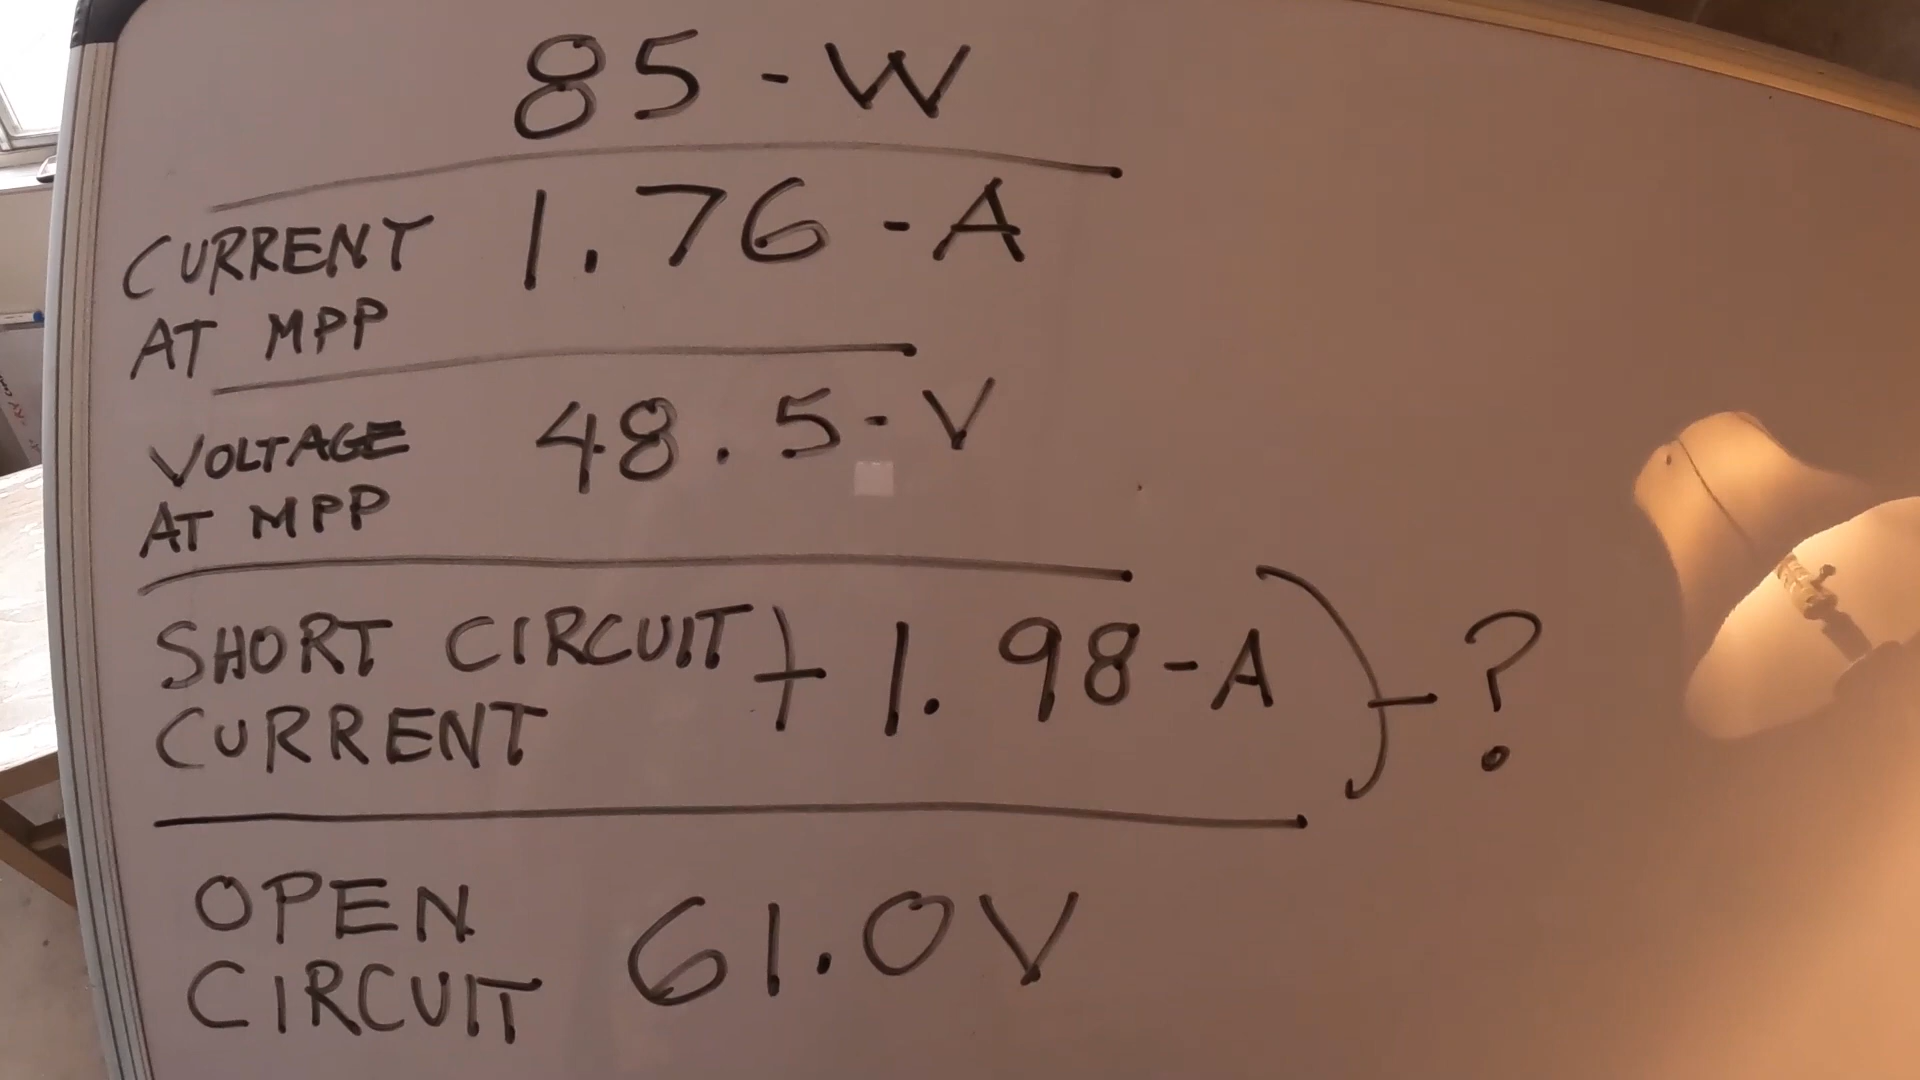 85-W
CURRENT 1.76-A
AT MPP
VOLTAGE 48.5-V
AT MPP
SHORT CIRCUIT + 1.98-A ?
CURRENT
OPEN 61.0V
CIRCUIT